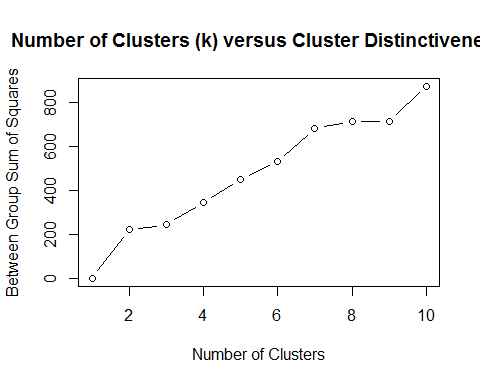 Number of Clusters (k) versus Cluster Distinctivene
Between Group Sum of Squares
800
600
400
200
0
2 4 6 8 10
Number of Clusters